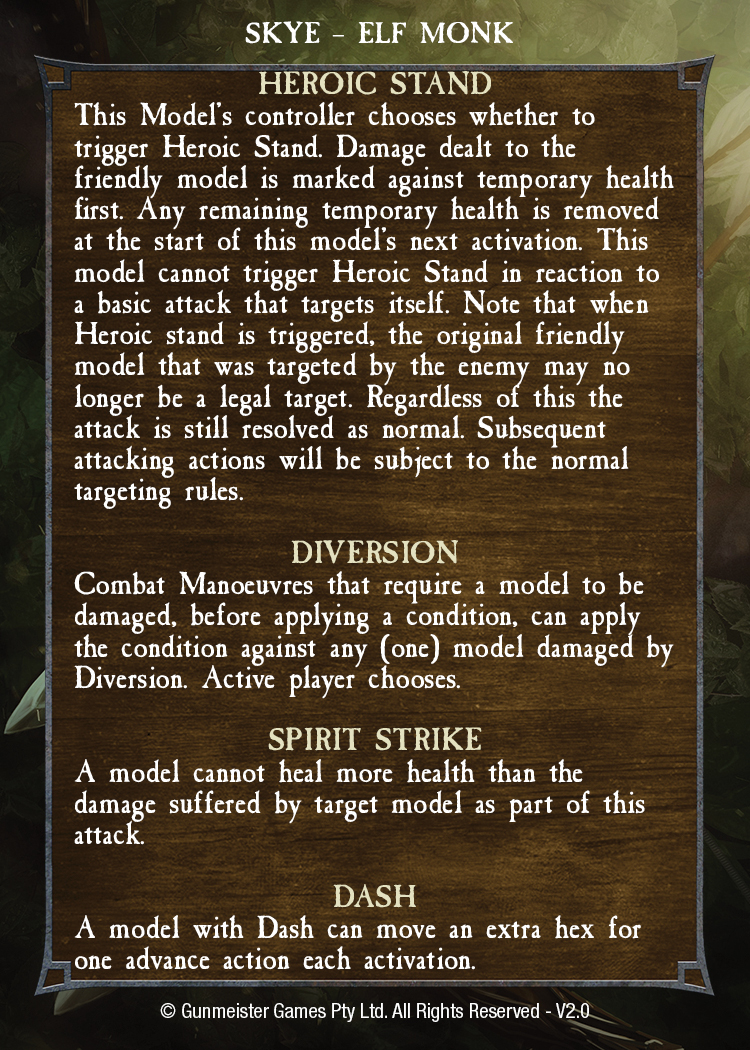 SKYE – ELF MONK
HEROIC STAND
This Model's controller chooses whether to
trigger Heroic Stand. Damage dealt to the
friendly model is marked against temporary health
first. Any remaining temporary health is removed
at the start of this model's next activation. This
model cannot trigger Heroic Stand in reaction to
a basic attack that targets itself. Note that when
Heroic stand is triggered, the original friendly
model that was targeted by the enemy may no
longer be a legal target. Regardless of this the
attack is still resolved as normal. Subsequent
attacking actions will be subject to the normal
targeting rules.
DIVERSION
Combat Manoeuvres that require a model to be
damaged, before applying a condition, can apply
the condition against any (one) model damaged by
Diversion. Active player chooses.
SPIRIT STRIKE
A model cannot heal more health than the
damage suffered by target model as part of this
attack.
DASH
A model with Dash can move an extra hex for
one advance action each activation.
© Gunmeister Games Pty Ltd. All Rights Reserved - V2.0